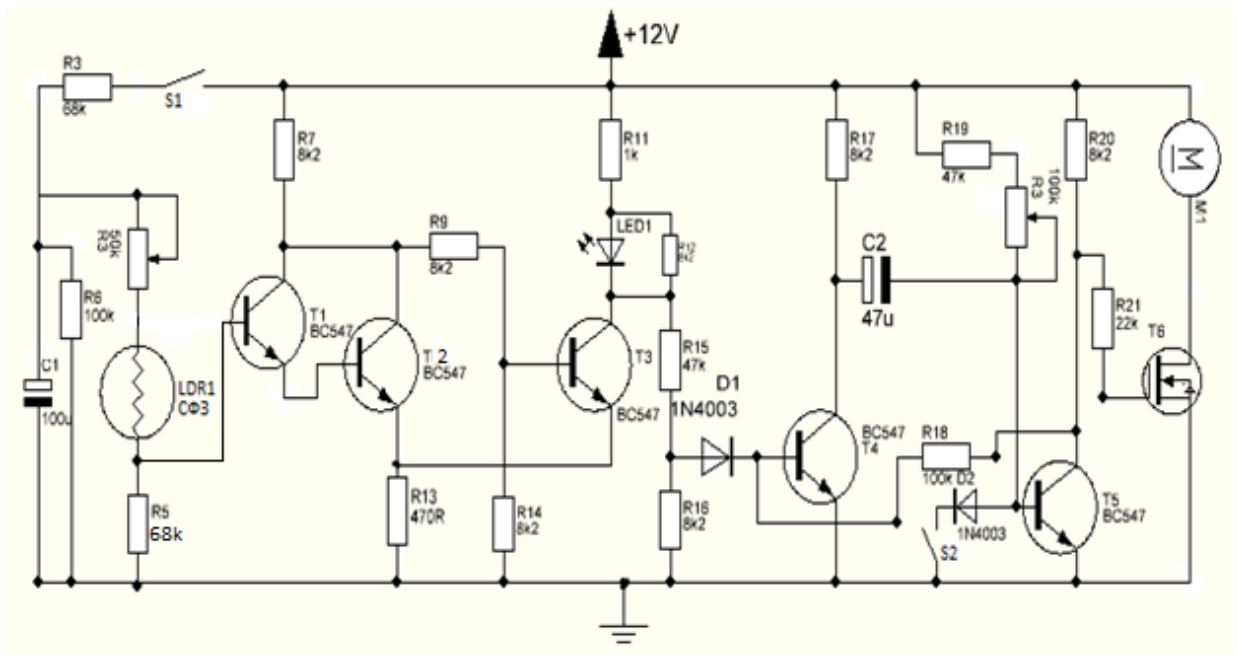 +12V
R3
68k
S1
R7
8k2
R11
1k
R17
8k2
R19
47k
R20
8k2
100k
R3
M
M1
50k
R3
R9
8k2
LED1
R12
8k2
C2
47u
R6
100k
R21
22k
T6
C1
100u
LDR1
СФ3
T1
BC547
T 2
BC547
T3
BC547
R15
47k
D1
1N4003
BC547
T4
R18
100k
D2
1N4003
T5
BC547
S2
R5
68k
R13
470R
R14
8k2
R16
8k2